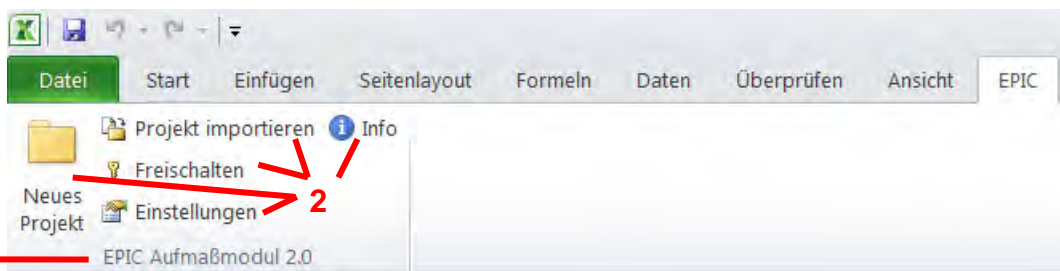 Datei Start Einfügen Seitenlayout Formeln Daten Überprüfen Ansicht EPIC
Projekt importieren Info
Freischalten
Neues
Projekt
Einstellungen
2
EPIC Aufmaßmodul 2.0